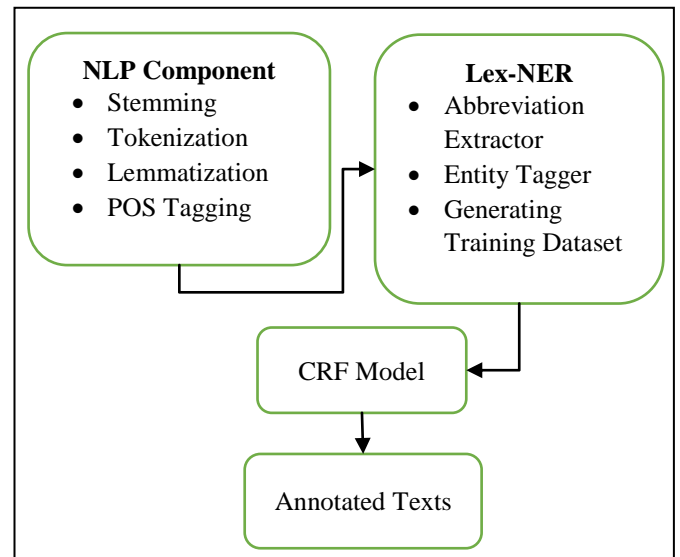 NLP Component
• Stemming
• Tokenization
• Lemmatization
• POS Tagging
Lex-NER
• Abbreviation
Extractor
• Entity Tagger
• Generating
Training Dataset
CRF Model
Annotated Texts